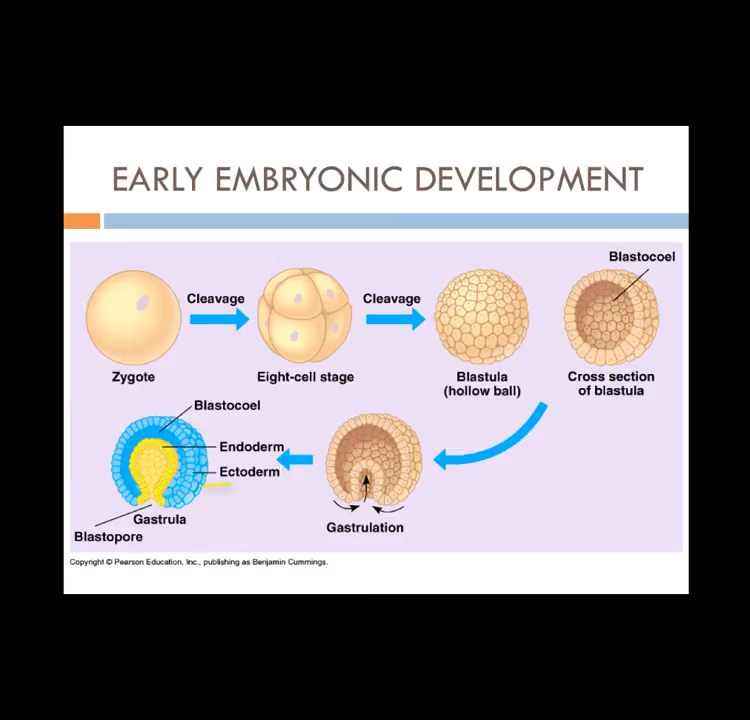 EARLY EMBRYONIC DEVELOPMENT
Blastocoel
Cleavage
Cleavage
Zygote
Eight-cell stage
Blastula
(hollow ball)
Cross section
of blastula
Blastocoel
Endoderm
Ectoderm
Gastrula
Blastopore
Gastrulation
Copyright © Pearson Education, Inc., publishing as Benjamin Cummings.